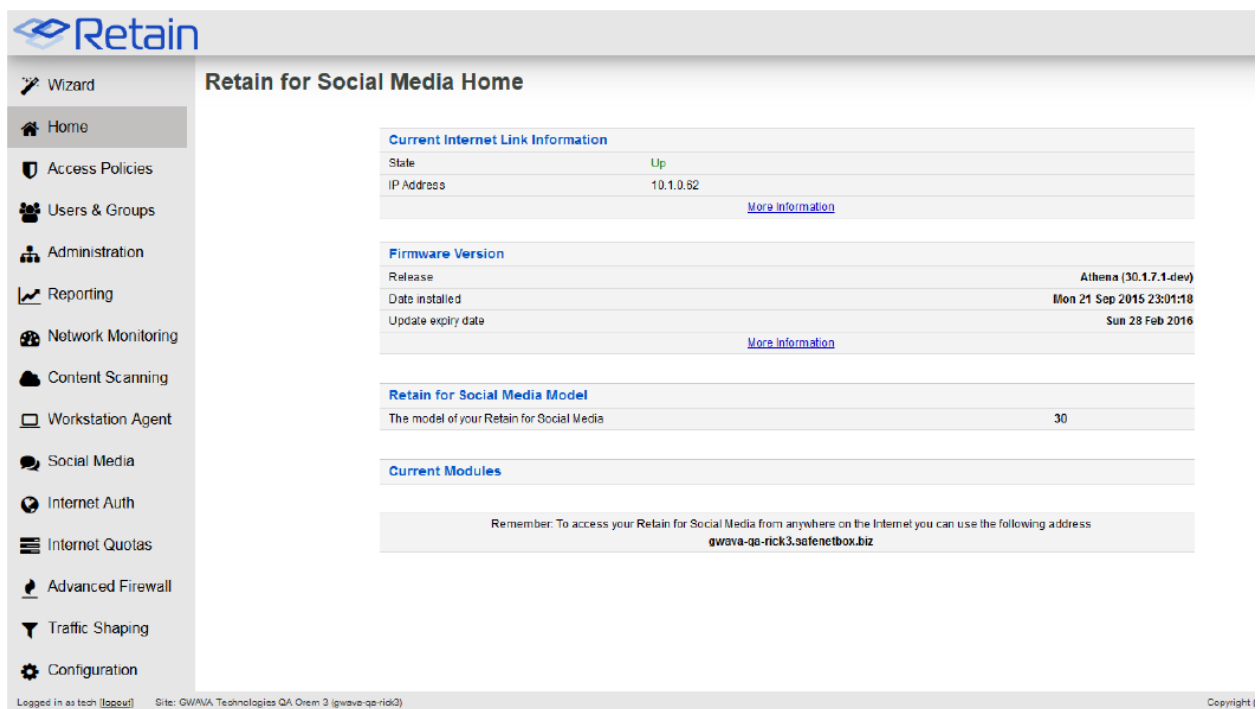 Retain
Wizard
Home
Access Policies
Users & Groups
Administration
Reporting
Network Monitoring
Content Scanning
Workstation Agent
Social Media
Internet Auth
Internet Quotas
Advanced Firewall
Traffic Shaping
Configuration
Retain for Social Media Home
Current Internet Link Information
State Up
IP Address 10.1.0.62
More Information
Firmware Version
Release Athena (30.1.7.1-dev)
Date installed Mon 21 Sep 2015 23:01:18
Update expiry date Sun 28 Feb 2016
More Information
Retain for Social Media Model
The model of your Retain for Social Media 30
Current Modules
Remember: To access your Retain for Social Media from anywhere on the Internet you can use the following address
gwava-qa-rick3.safenetbox.biz
Logged in as tech [logout] Site: GWAVA Technologies QA Orem 3 (gwava-qa-rick3) Copyright (